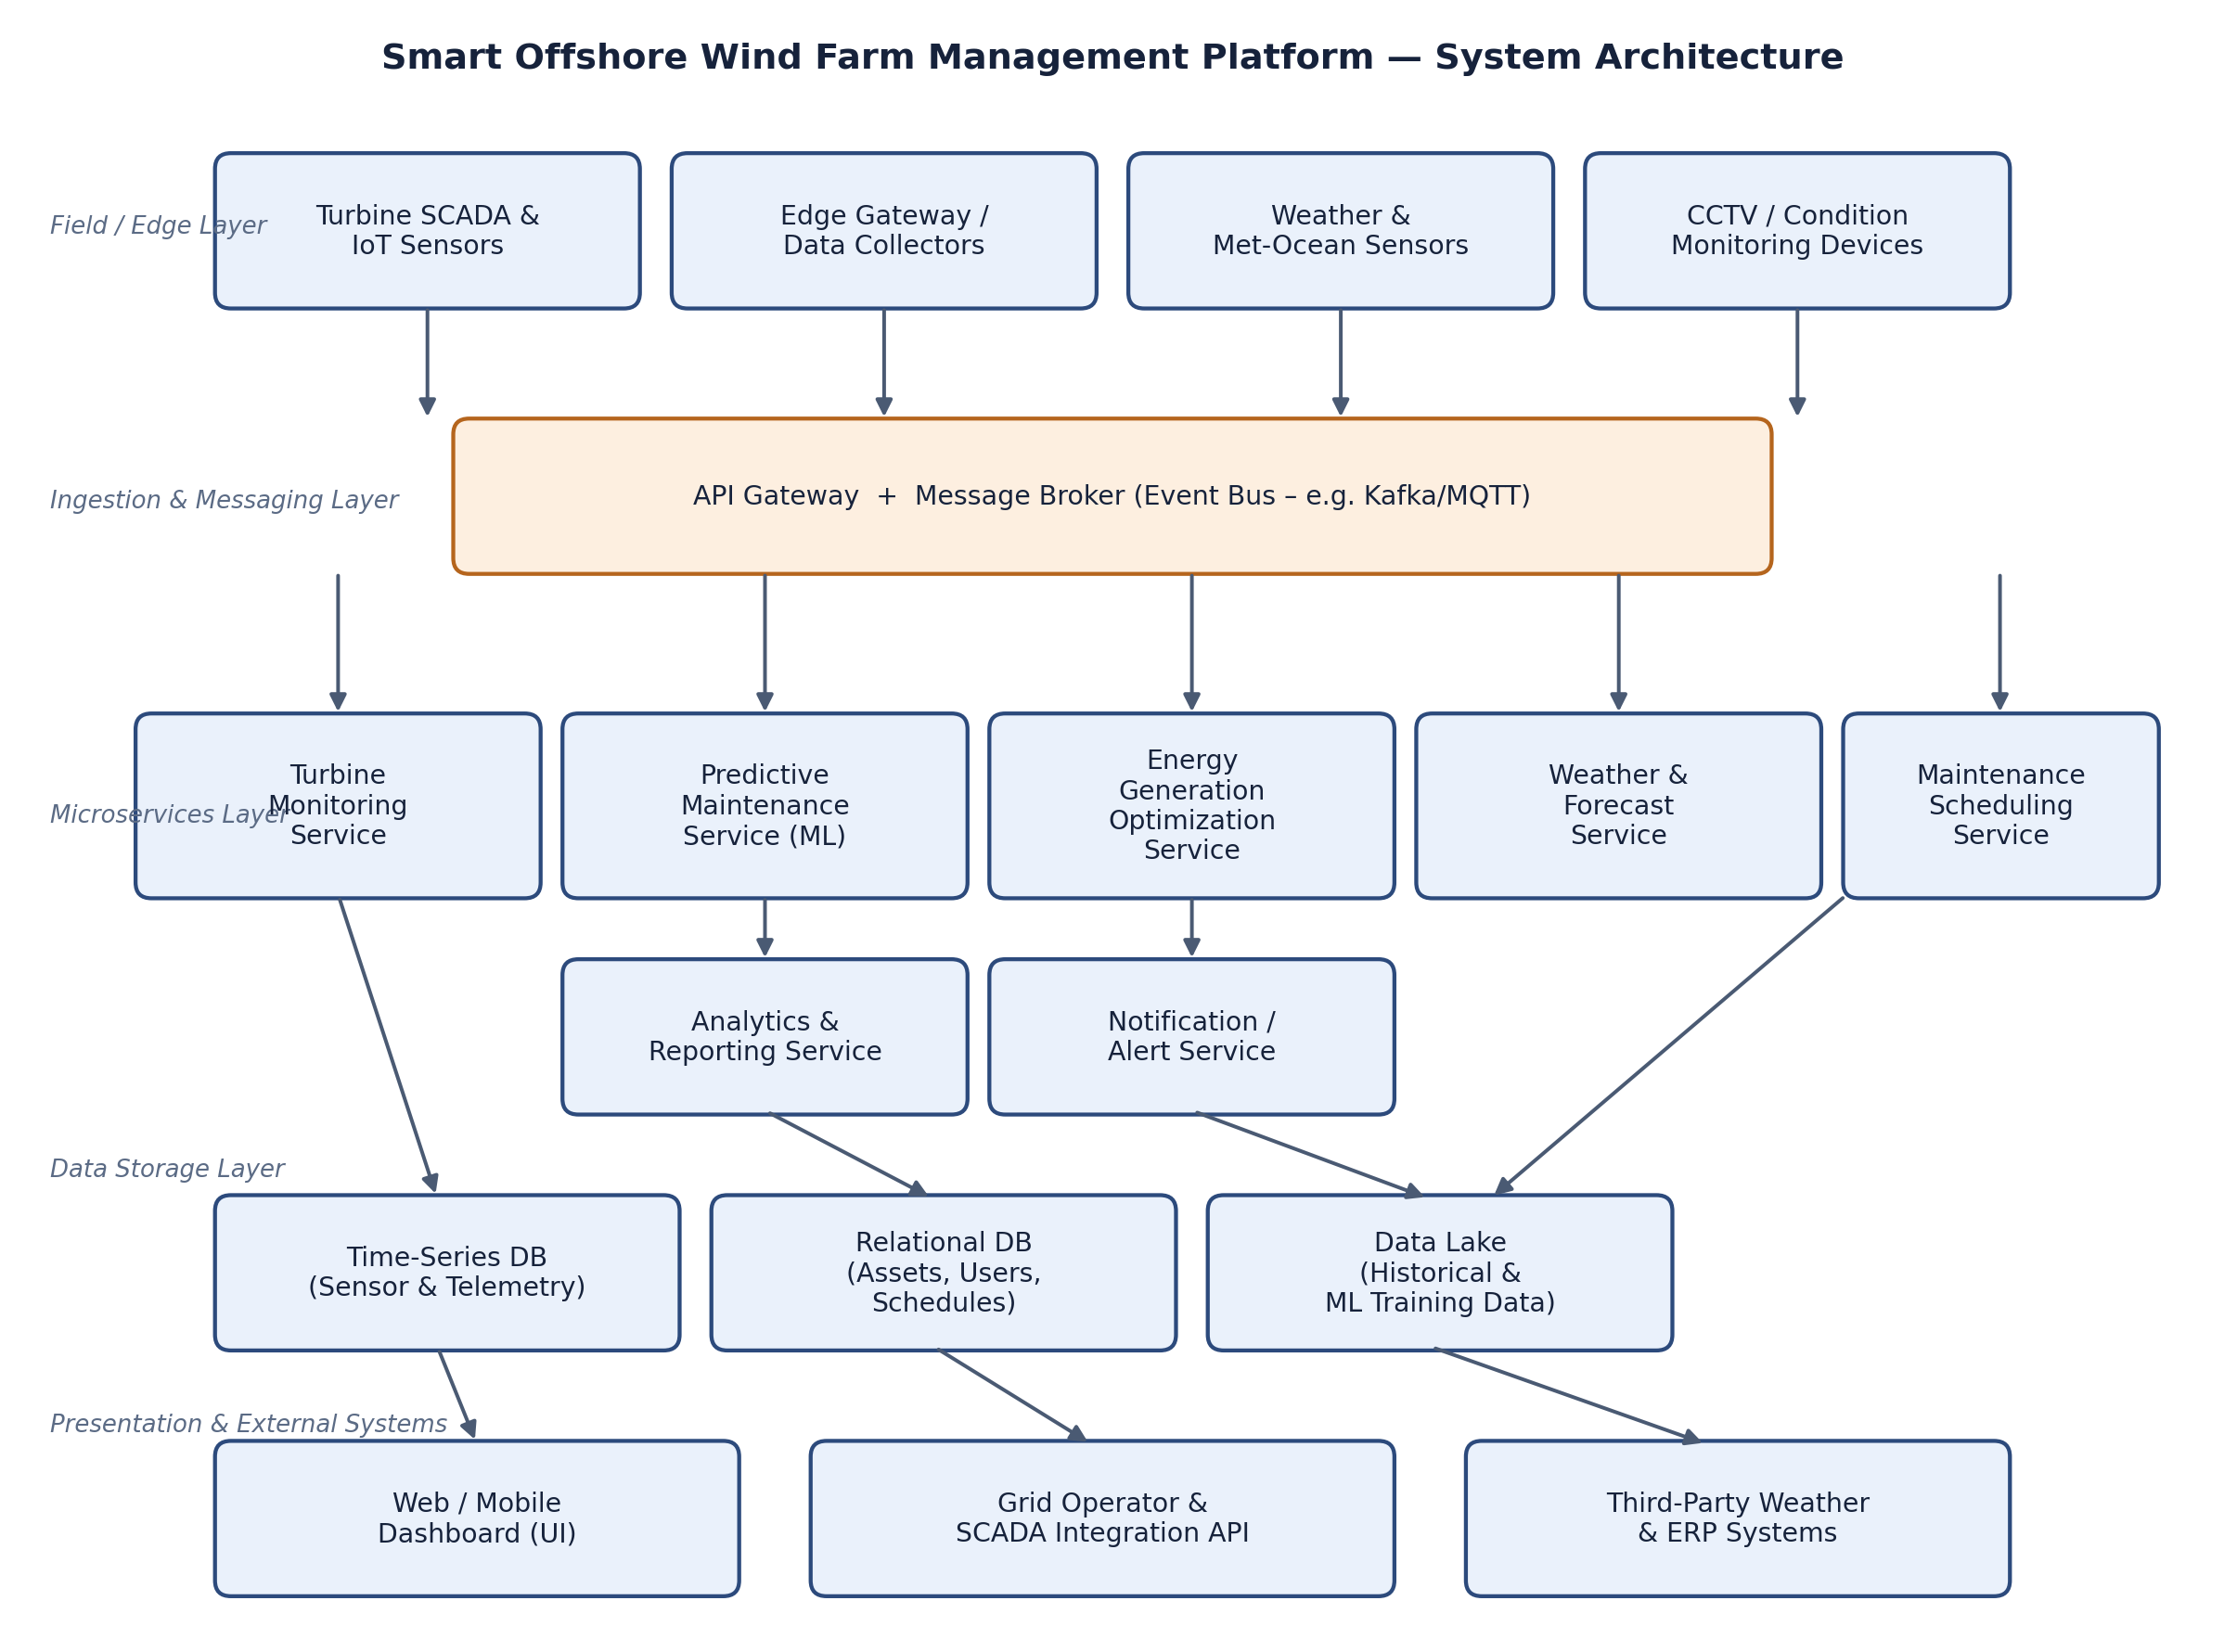 Smart Offshore Wind Farm Management Platform — System Architecture
Field / Edge Layer
Turbine SCADA &
IoT Sensors
Edge Gateway /
Data Collectors
Weather &
Met-Ocean Sensors
CCTV / Condition
Monitoring Devices
Ingestion & Messaging Layer
API Gateway + Message Broker (Event Bus – e.g. Kafka/MQTT)
Microservices Layer
Turbine
Monitoring
Service
Predictive
Maintenance
Service (ML)
Energy
Generation
Optimization
Service
Weather &
Forecast
Service
Maintenance
Scheduling
Service
Analytics &
Reporting Service
Notification /
Alert Service
Data Storage Layer
Time-Series DB
(Sensor & Telemetry)
Relational DB
(Assets, Users,
Schedules)
Data Lake
(Historical &
ML Training Data)
Presentation & External Systems
Web / Mobile
Dashboard (UI)
Grid Operator &
SCADA Integration API
Third-Party Weather
& ERP Systems